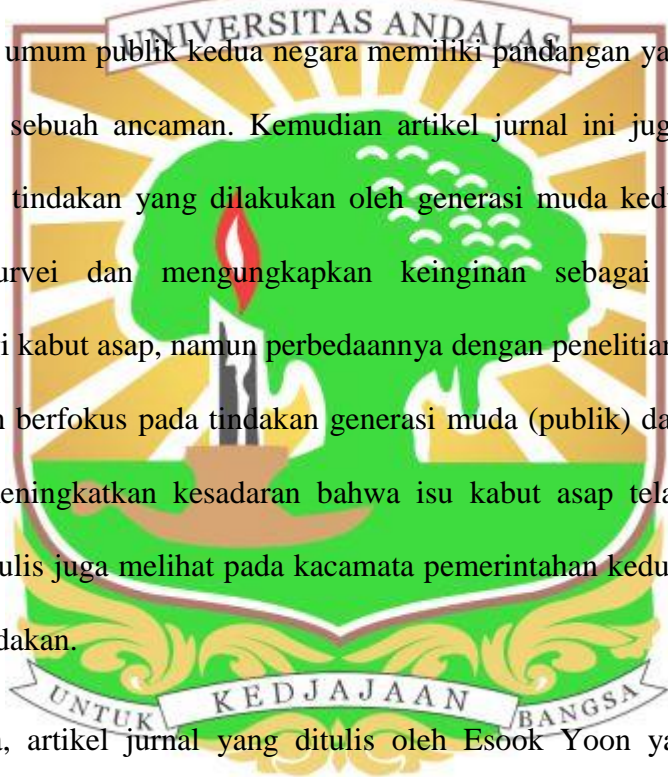 UNIVERSITAS ANDALAS
umum publik kedua negara memiliki pandangan ya
sebuah ancaman. Kemudian artikel jurnal ini jug
tindakan yang dilakukan oleh generasi muda kedu
urvei dan mengungkapkan keinginan sebagai
i kabut asap, namun perbedaannya dengan penelitian
n berfokus pada tindakan generasi muda (publik) da
eningkatkan kesadaran bahwa isu kabut asap tela
ulis juga melihat pada kacamata pemerintahan kedu
dakan.
UNTUK KEDJAJAAN BANGSA
a, artikel jurnal yang ditulis oleh Esook Yoon ya